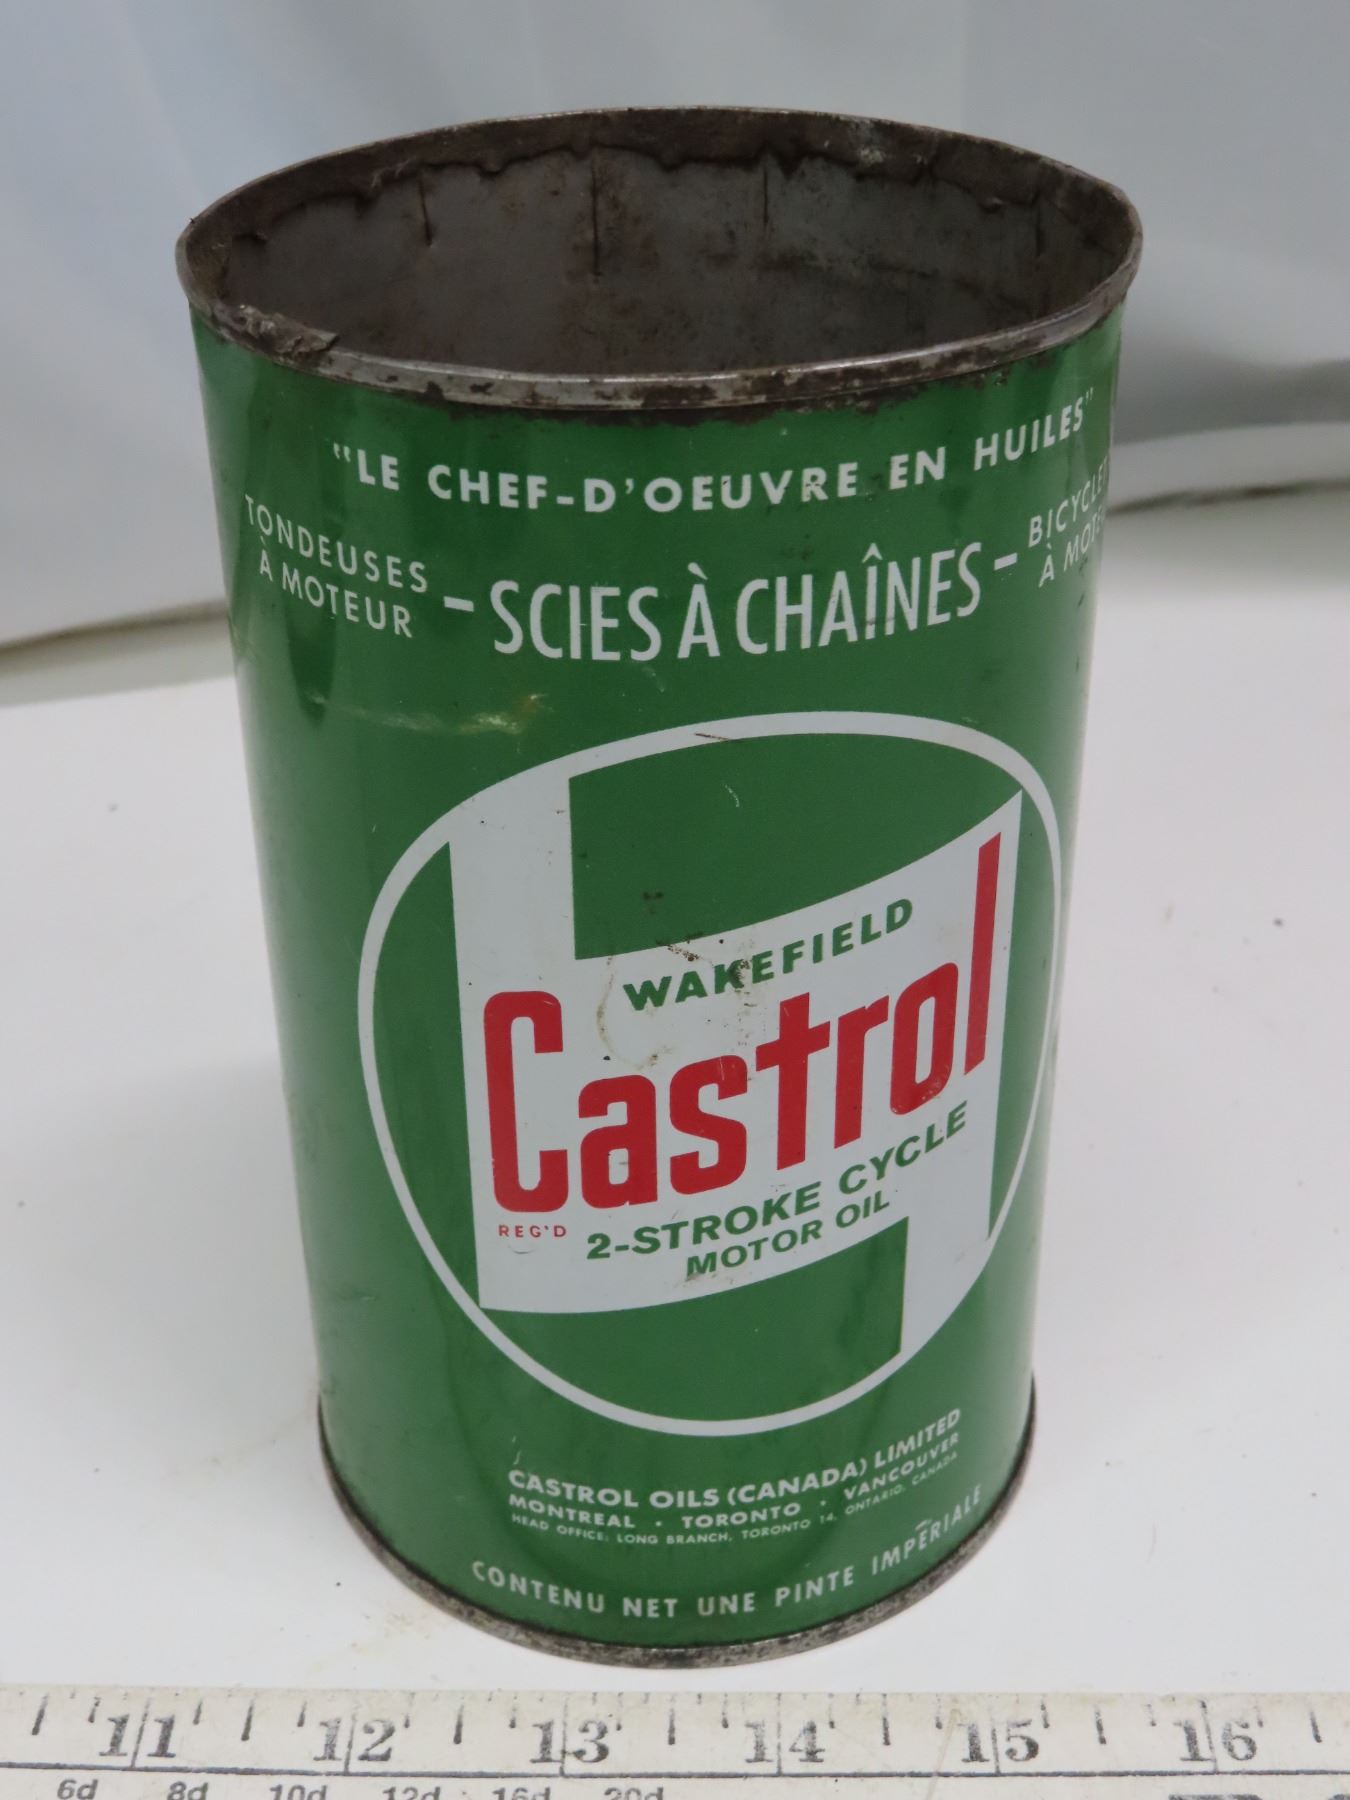 "LE CHEF-D'OEUVRE EN HUILES"
TONDEUSES
À MOTEUR
- SCIES À CHAÎNES -
À
WAKEFIELD
Castrol
REG'D
2-STROKE CYCLE
MOTOR OIL
CASTROL OILS (CANADA) LIMITED
MONTREAL • TORONTO • VANCOUVER
HEAD OFFICE: LONG BRANCH, TORONTO 14, ONTARIO, CANADA
CONTENU NET UNE PINTE IMPÉRIALE
11 12 13 14 15 16
6d 8d 10d 12d 16d 20d